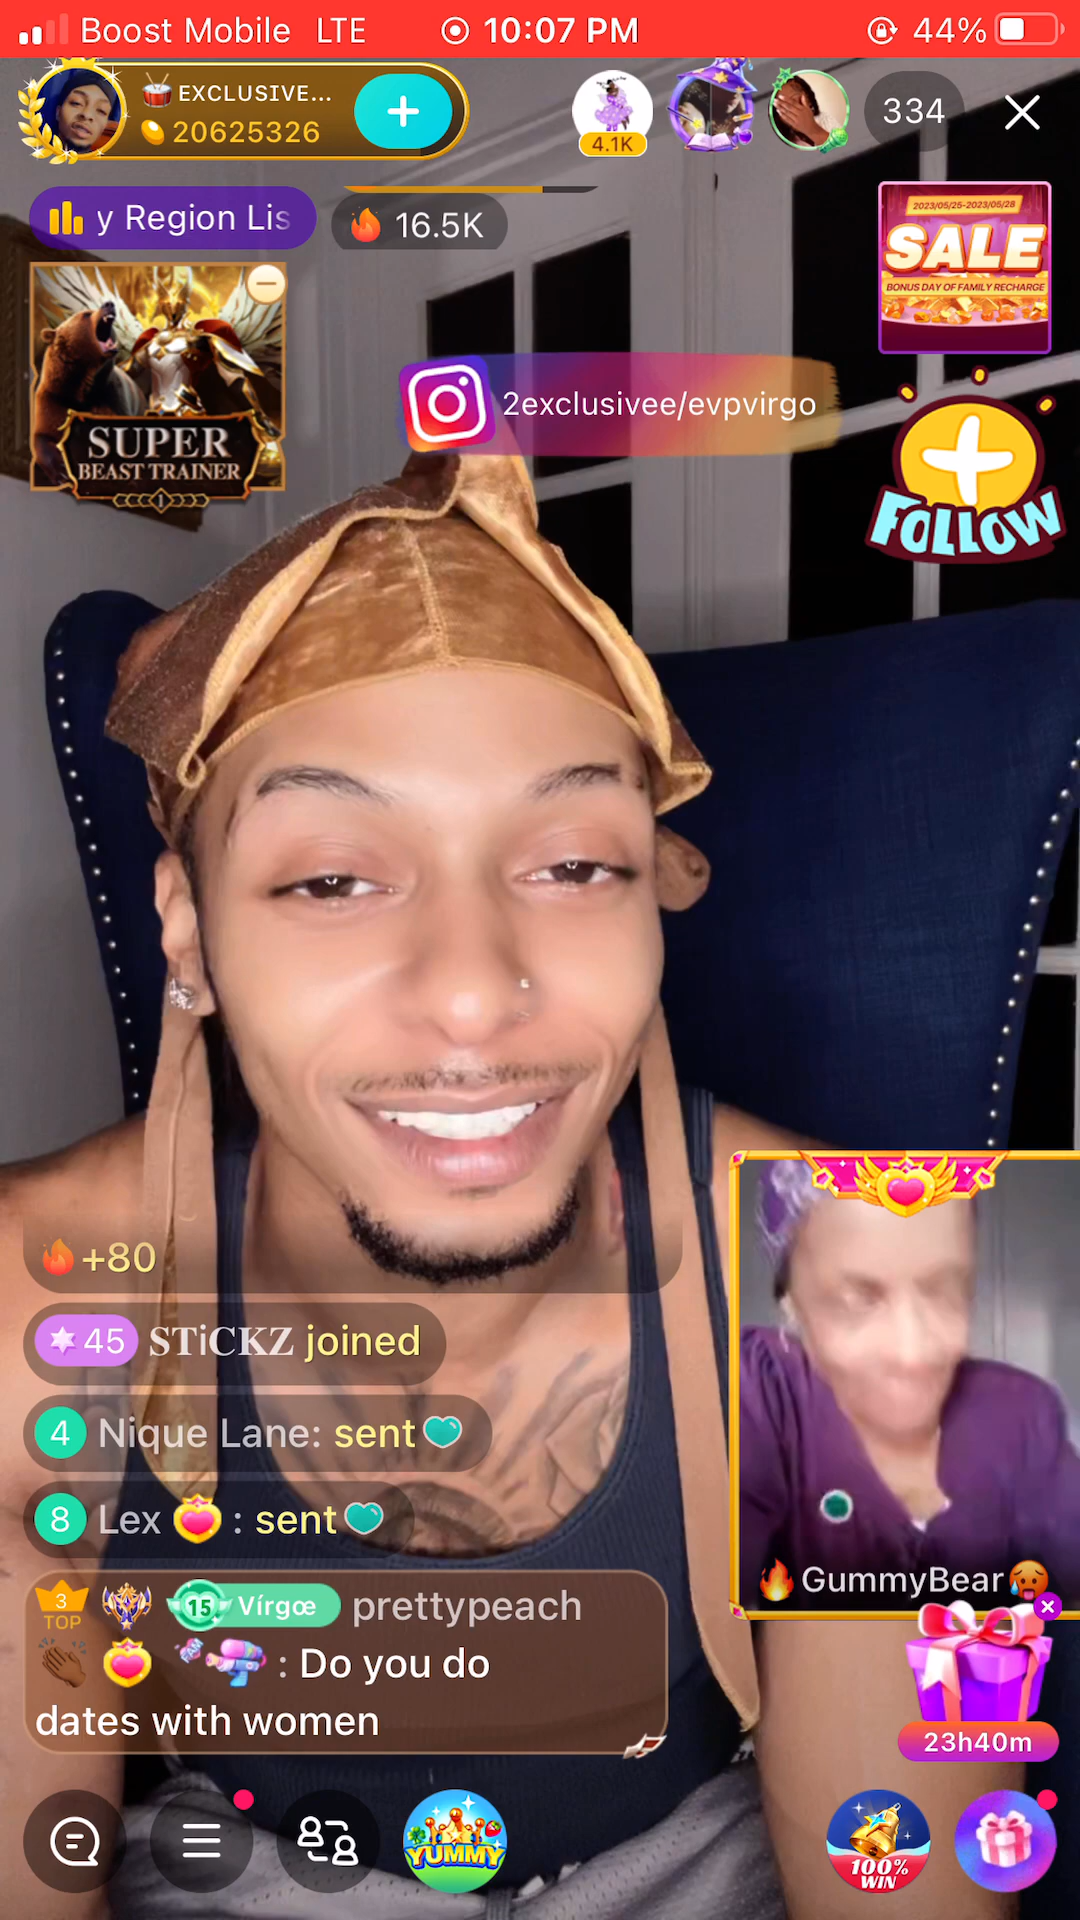 Boost Mobile LTE 10:07 PM 44%
EXCLUSIVE...
20625326
4.1K
334
y Region Lis
16.5K
2023/05/25-2023/05/28
SALE
BONUS DAY OF FAMILY RECHARGE
SUPER
BEAST TRAINER
I
2exclusivee/evpvirgo
FOLLOW
+80
45 STiCKZ joined
4 Nique Lane: sent
8 Lex : sent
3
TOP
15 Vírgœ prettypeach
: Do you do
dates with women
GummyBear
23h40m
YUMMY
100%
WIN